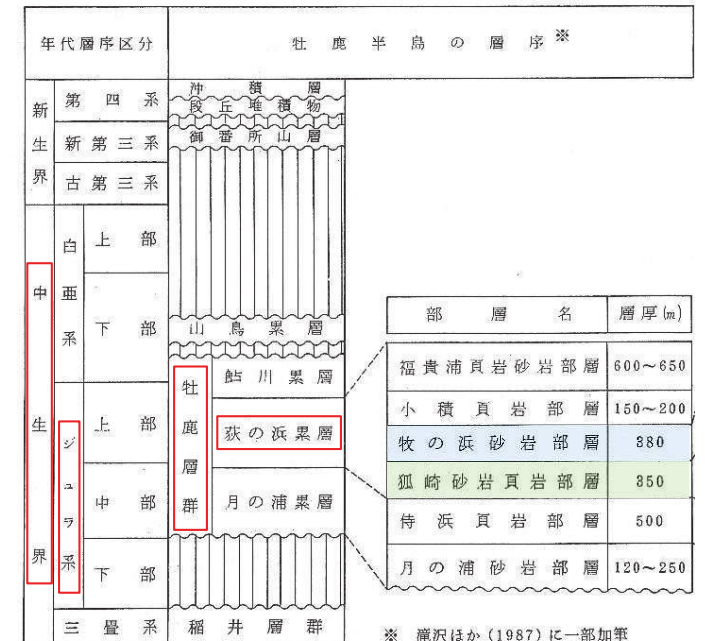 年代層序区分
牡鹿半島の層序※
新生界
第四系
沖積層
段丘堆積物
新第三系
御番所山層
古第三系
中生界
白亜系
上部
下部
山鳥累層
ジュラ系
上部
中部
下部
牡鹿層群
鮎川累層
荻の浜累層
月の浦累層
三畳系
稲井層群
部層名 層厚(m)
福貴浦頁岩砂岩部層 600~650
小積頁岩部層 150~200
牧の浜砂岩部層 380
狐崎砂岩頁岩部層 350
侍浜頁岩部層 500
月の浦砂岩部層 120~250
※ 滝沢ほか(1987)に一部加筆